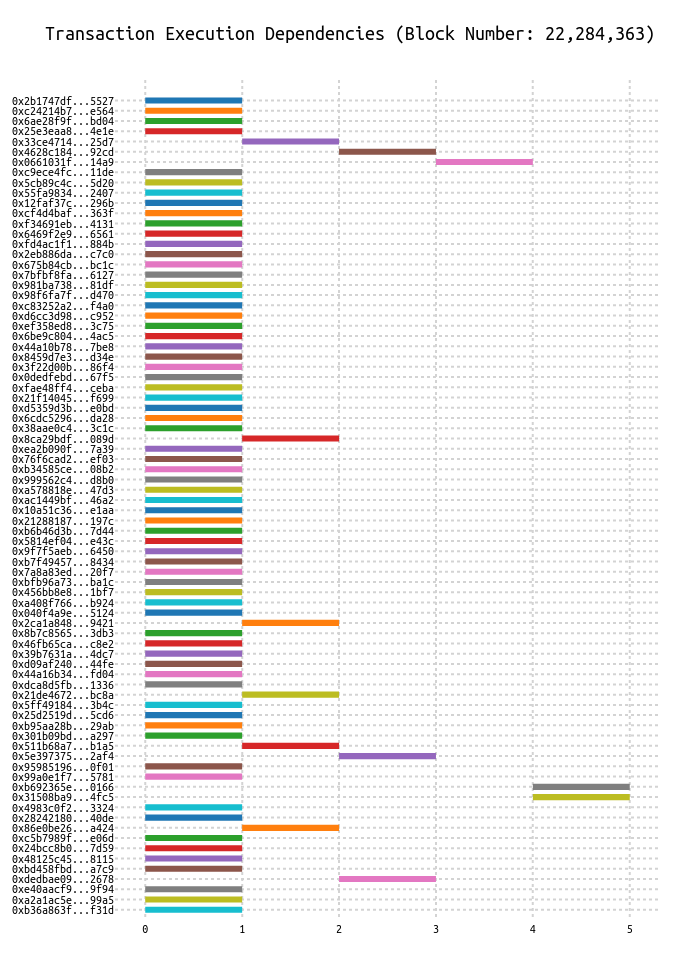 Transaction Execution Dependencies (Block Number: 22,284,363)
0x2b1747df...5527
0xc24214b7...e564
0x6ae28f9f...bd04
0x25e3eaa8...4e1e
0x33ce4714...25d7
0x4628c184...92cd
0x0661031f...14a9
0xc9ece4fc...11de
0x5cb89c4c...5d20
0x55fa9834...2407
0x12faf37c...296b
0xcf4d4baf...363f
0xf34691eb...4131
0x6469f2e9...6561
0xfd4ac1f1...884b
0x2eb886da...c7c0
0x675b84cb...bc1c
0x7bfbf8fa...6127
0x981ba738...81df
0x98f6fa7f...d470
0xc83252a2...f4a0
0xd6cc3d98...c952
0xef358ed8...3c75
0x6be9c804...4ac5
0x44a10b78...7be8
0x8459d7e3...d34e
0x3f22d00b...86f4
0x0dedfebd...67f5
0xfae48ff4...ceba
0x21f14045...f699
0xd5359d3b...e0bd
0x6cdc5296...da28
0x38aae0c4...3c1c
0x8ca29bdf...089d
0xea2b090f...7a39
0x76f6cad2...ef03
0xb34585ce...08b2
0x999562c4...d8b0
0xa578818e...47d3
0xac1449bf...46a2
0x10a51c36...e1aa
0x21288187...197c
0xb6b46d3b...7d44
0x5814ef04...e43c
0x9f7f5aeb...6450
0xb7f49457...8434
0x7a8a83ed...20f7
0xbfb96a73...ba1c
0x456bb8e8...1bf7
0xa408f766...b924
0x040f4a9e...5124
0x2ca1a848...9421
0x8b7c8565...3db3
0x46fb65ca...c8e2
0x39b7631a...4dc7
0xd09af240...44fe
0x44a16b34...fd04
0xdca8d5fb...1336
0x21de4672...bc8a
0x5ff49184...3b4c
0x25d2519d...5cd6
0xb95aa28b...29ab
0x301b09bd...a297
0x511b68a7...b1a5
0x5e397375...2af4
0x95985196...0f01
0x99a0e1f7...5781
0xb692365e...0166
0x31508ba9...4fc5
0x4983c0f2...3324
0x28242180...40de
0x86e0be26...a424
0xc5b7989f...e06d
0x24bcc8b0...7d59
0x48125c45...8115
0xbd458fbd...a7c9
0xdedbae09...2678
0xe40aacf9...9f94
0xa2a1ac5e...99a5
0xb36a863f...f31d
0 1 2 3 4 5